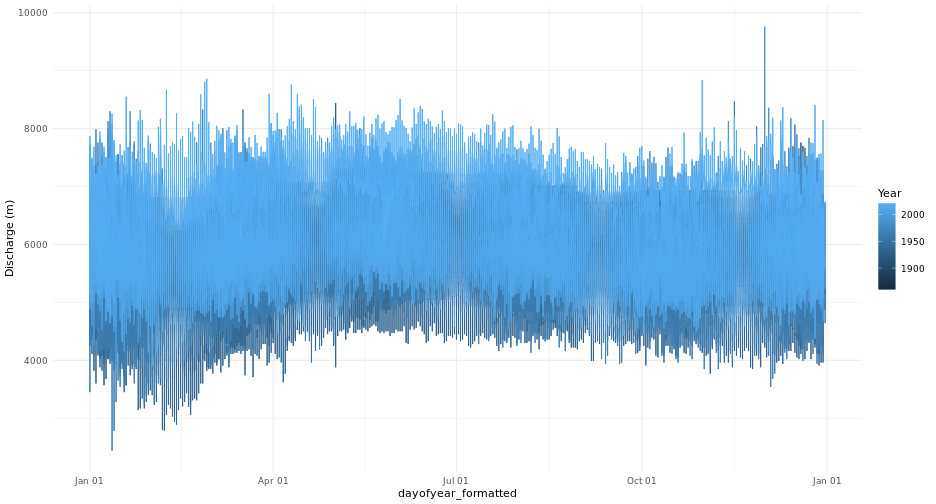 10000
8000
6000
4000
Discharge (m)
Jan 01
Apr 01
Jul 01
Oct 01
Jan 01
dayofyear_formatted
Year
2000
1950
1900